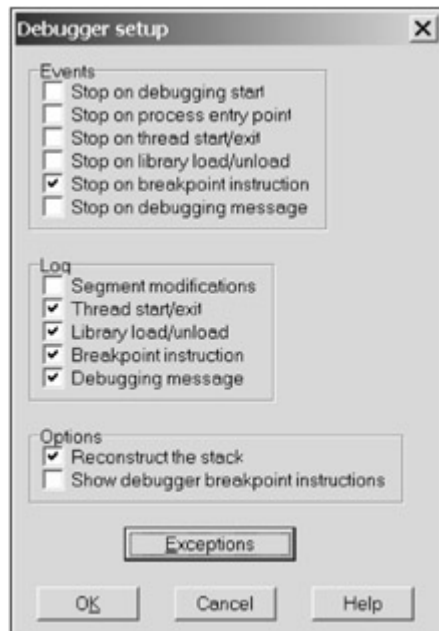 Debugger setup
Events
Stop on debugging start
Stop on process entry point
Stop on thread start/exit
Stop on library load/unload
Stop on breakpoint instruction
Stop on debugging message
Log
Segment modifications
Thread start/exit
Library load/unload
Breakpoint instruction
Debugging message
Options
Reconstruct the stack
Show debugger breakpoint instructions
Exceptions
OK Cancel Help